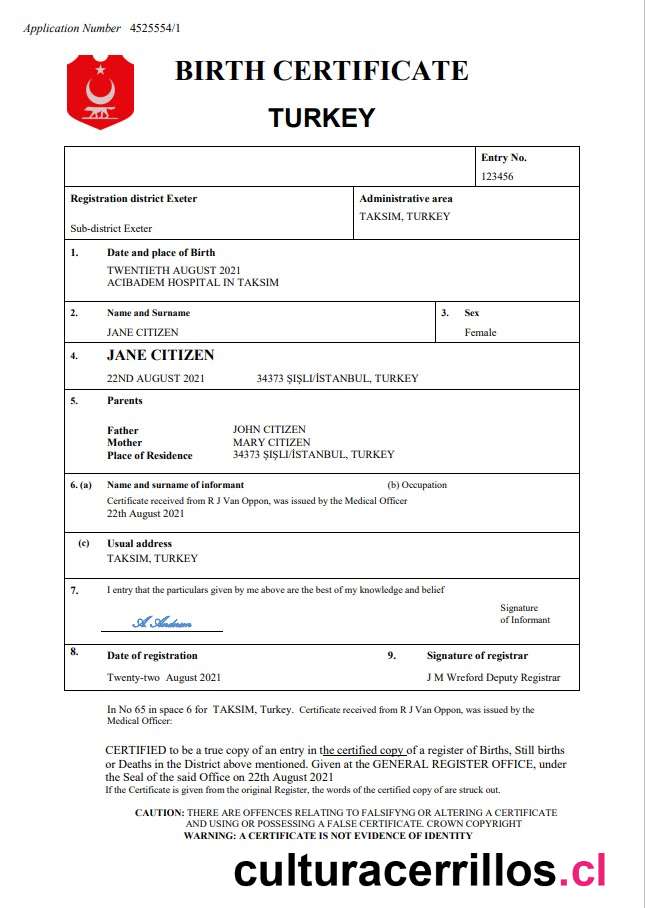 Application Number 4525554/1
BIRTH CERTIFICATE
TURKEY
Entry No.
123456
Registration district Exeter
Administrative area
TAKSIM, TURKEY
Sub-district Exeter
1. Date and place of Birth
TWENTIETH AUGUST 2021
ACIBADEM HOSPITAL IN TAKSIM
2. Name and Surname
JANE CITIZEN
3. Sex
Female
4. JANE CITIZEN
22ND AUGUST 2021 34373 ŞIŞLI/İSTANBUL, TURKEY
5. Parents
Father JOHN CITIZEN
Mother MARY CITIZEN
Place of Residence 34373 ŞIŞLI/İSTANBUL, TURKEY
6. (a) Name and surname of informant (b) Occupation
Certificate received from R J Van Oppon, was issued by the Medical Officer
22th August 2021
(c) Usual address
TAKSIM, TURKEY
7. I entry that the particulars given by me above are the best of my knowledge and belief
A. Andrew
Signature
of Informant
8. Date of registration 9. Signature of registrar
Twenty-two August 2021 J M Wreford Deputy Registrar
In No 65 in space 6 for TAKSIM, Turkey. Certificate received from R J Van Oppon, was issued by the
Medical Officer:
CERTIFIED to be a true copy of an entry in the certified copy of a register of Births, Still births
or Deaths in the District above mentioned. Given at the GENERAL REGISTER OFFICE, under
the Seal of the said Office on 22th August 2021
If the Certificate is given from the original Register, the words of the certified copy of are struck out.
CAUTION: THERE ARE OFFENCES RELATING TO FALSIFYNG OR ALTERING A CERTIFICATE
AND USING OR POSSESSING A FALSE CERTIFICATE. CROWN COPYRIGHT
WARNING: A CERTIFICATE IS NOT EVIDENCE OF IDENTITY
culturacerrillos.cl